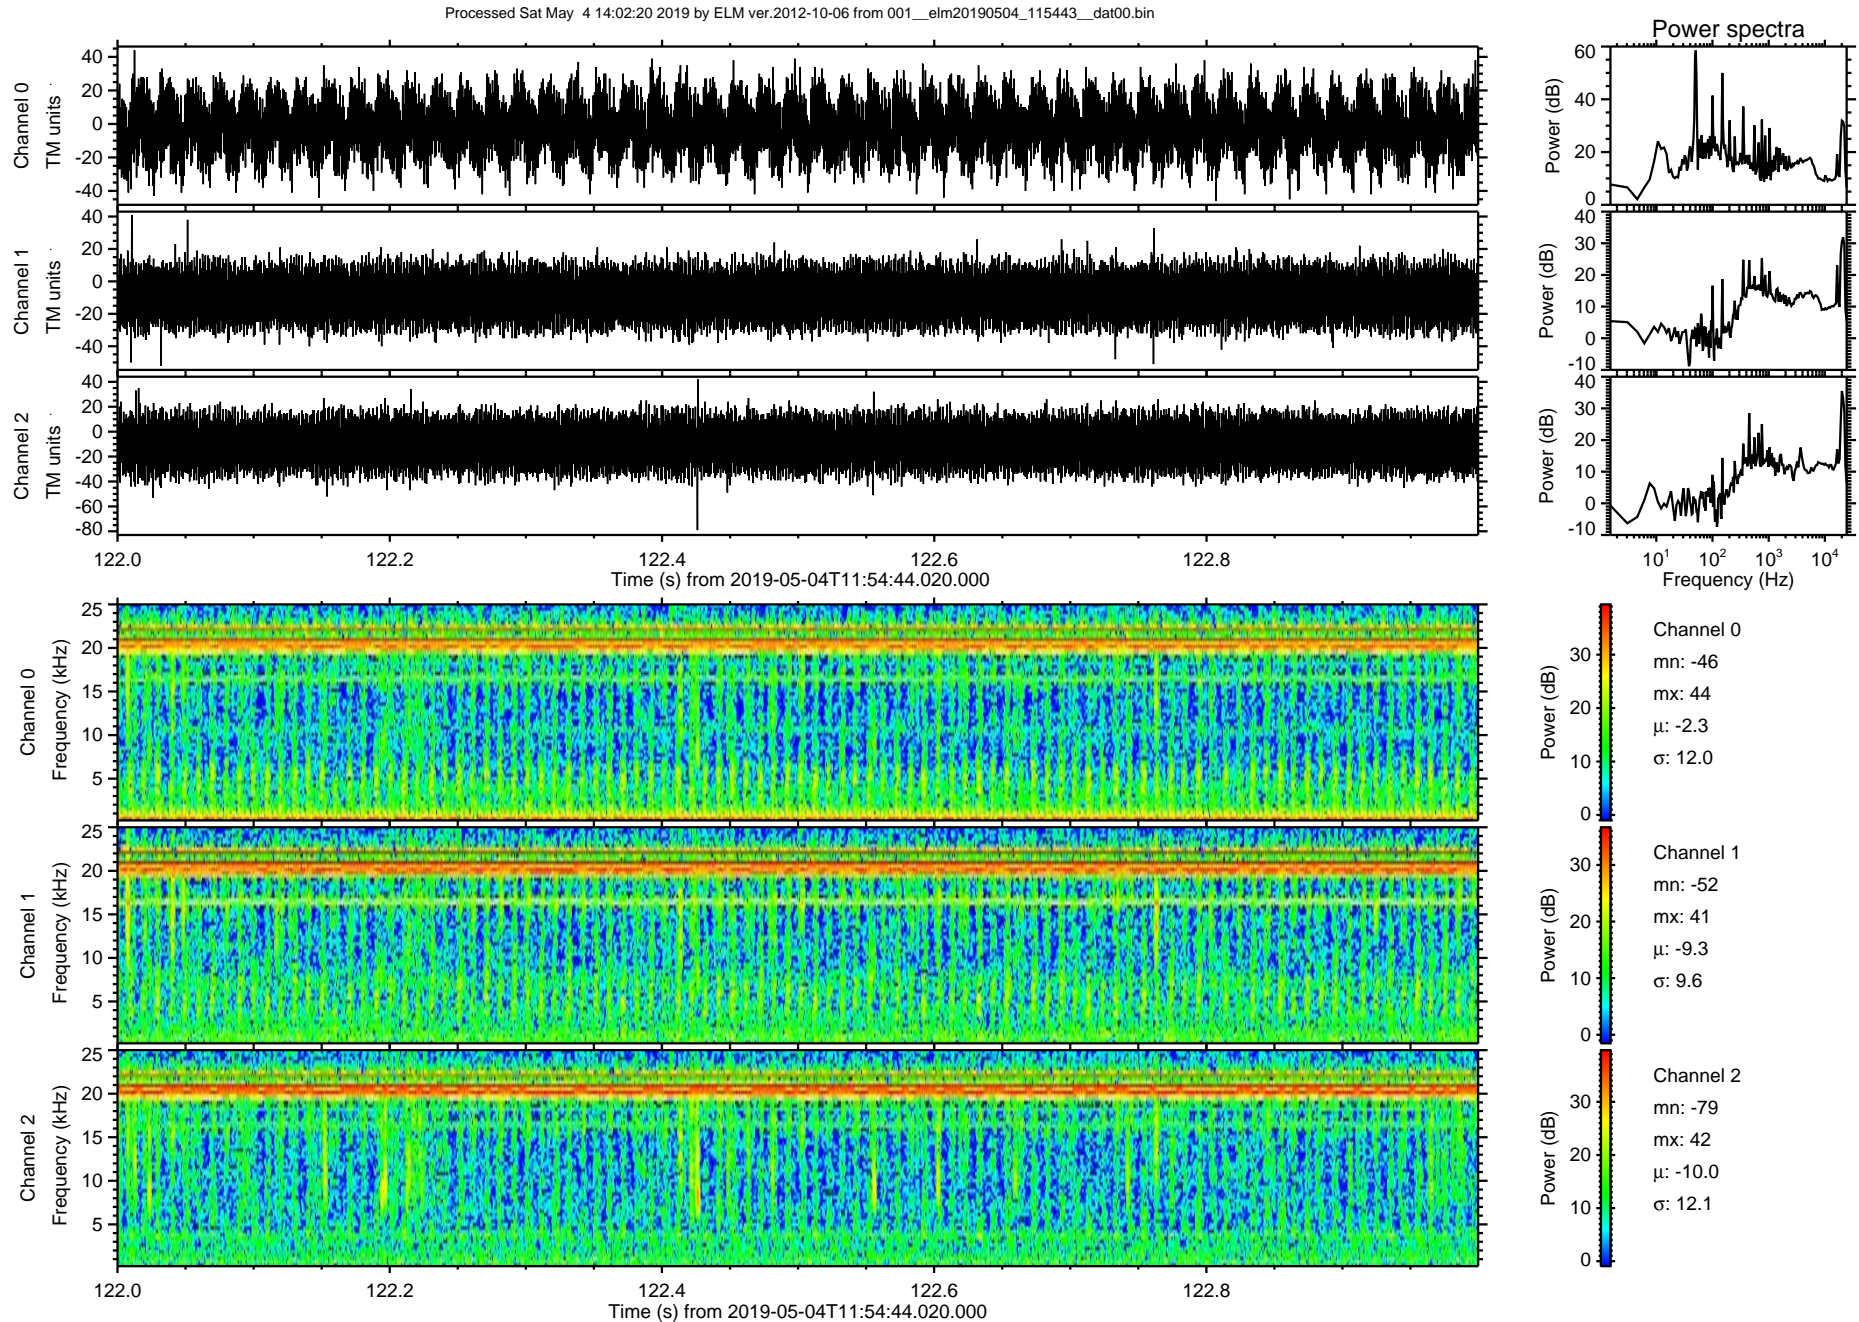 Processed Sat May  4 14:02:20 2019 by ELM ver.2012-10-06 from 001__elm20190504_115443__dat00.bin
Power spectra
Channel 0
TM units
40
20
0
-20
-40
Power (dB)
60
40
20
0
Channel 1
TM units
40
20
0
-20
-40
Power (dB)
40
30
20
10
0
-10
Channel 2
TM units
40
20
0
-20
-40
-60
-80
Power (dB)
40
30
20
10
0
-10
122.0 122.2 122.4 122.6 122.8
Time (s) from 2019-05-04T11:54:44.020.000
10¹ 10² 10³ 10⁴
Frequency (Hz)
Channel 0
Frequency (kHz)
25
20
15
10
5
Power (dB)
30
20
10
0
Channel 0
mn: -46
mx: 44
μ: -2.3
σ: 12.0
Channel 1
Frequency (kHz)
25
20
15
10
5
Power (dB)
30
20
10
0
Channel 1
mn: -52
mx: 41
μ: -9.3
σ: 9.6
Channel 2
Frequency (kHz)
25
20
15
10
5
Power (dB)
30
20
10
0
Channel 2
mn: -79
mx: 42
μ: -10.0
σ: 12.1
122.0 122.2 122.4 122.6 122.8
Time (s) from 2019-05-04T11:54:44.020.000